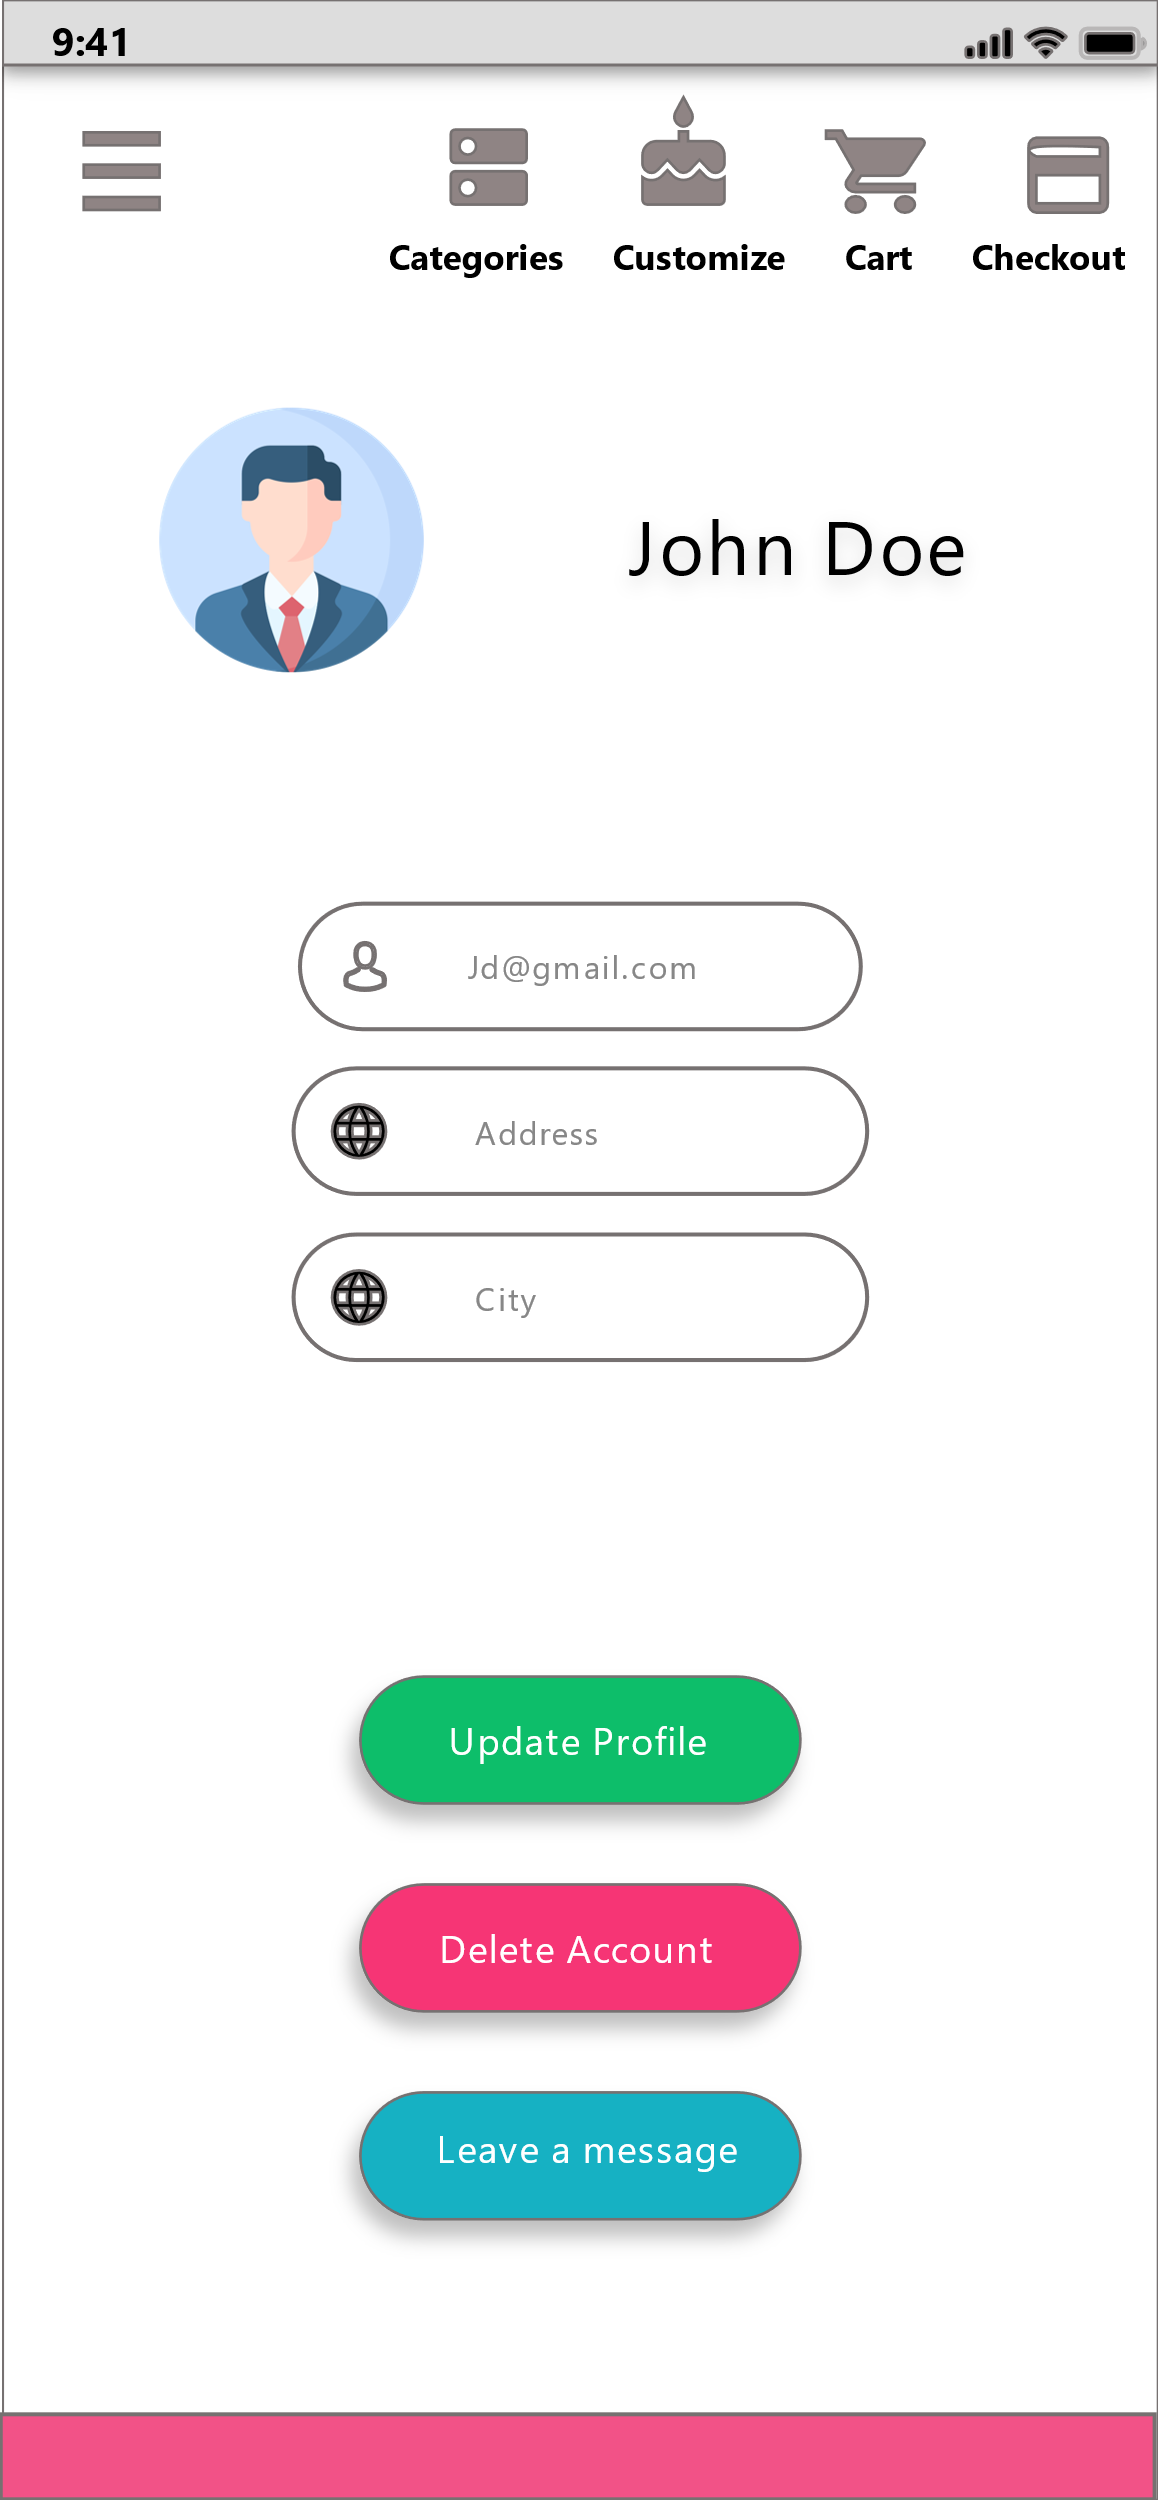 9:41
Categories Customize Cart Checkout
John Doe
Jd@gmail.com
Address
City
Update Profile
Delete Account
Leave a message